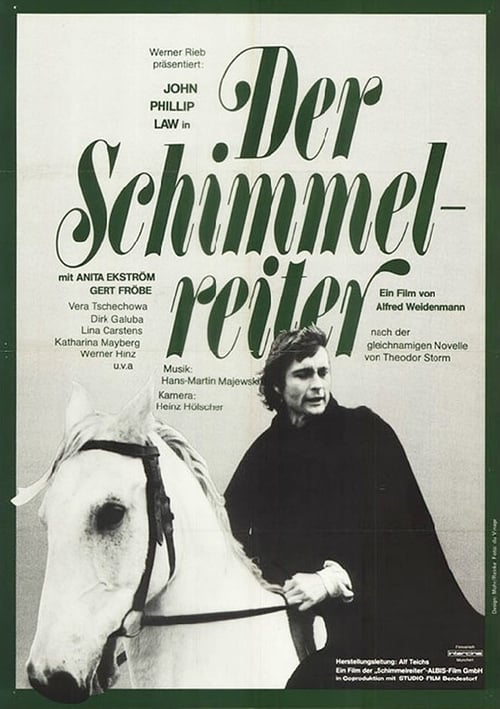 Werner Rieb
präsentiert:
JOHN
PHILLIP
LAW in
Der
Schimmel-
reiter
mit ANITA EKSTRÖM
GERT FRÖBE
Vera Tschechowa
Dirk Galuba
Lina Carstens
Katharina Mayberg
Werner Hinz
u.v.a
Ein Film von
Alfred Weidenmann
nach der
gleichnamigen Novelle
von Theodor Storm
Musik:
Hans-Martin Majewski
Kamera:
Heinz Hölscher
Herstellungsleitung: Alf Teichs
Ein Film der „Schimmelreiter"-ALBIS-Film GmbH
in Coproduktion mit STUDIO FILM Bendestorf